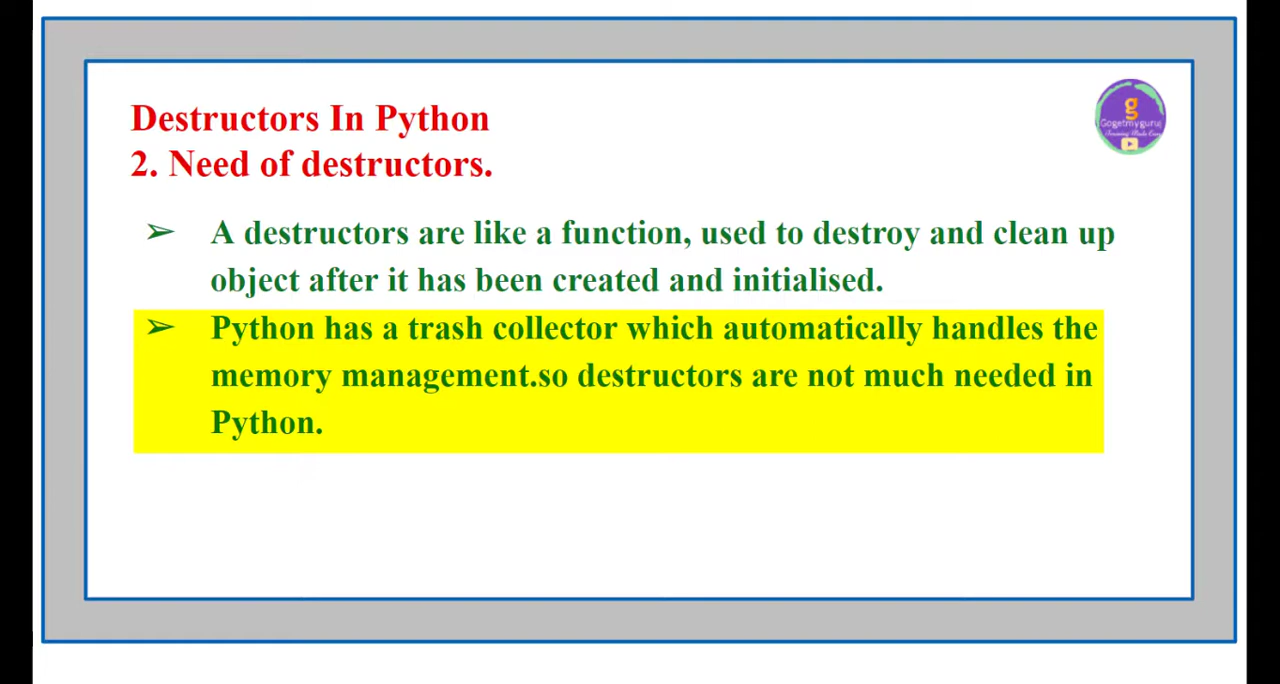 Destructors In Python
2. Need of destructors.
g
Gogetmyguruj
➢ A destructors are like a function, used to destroy and clean up
object after it has been created and initialised.
➢ Python has a trash collector which automatically handles the
memory management.so destructors are not much needed in
Python.